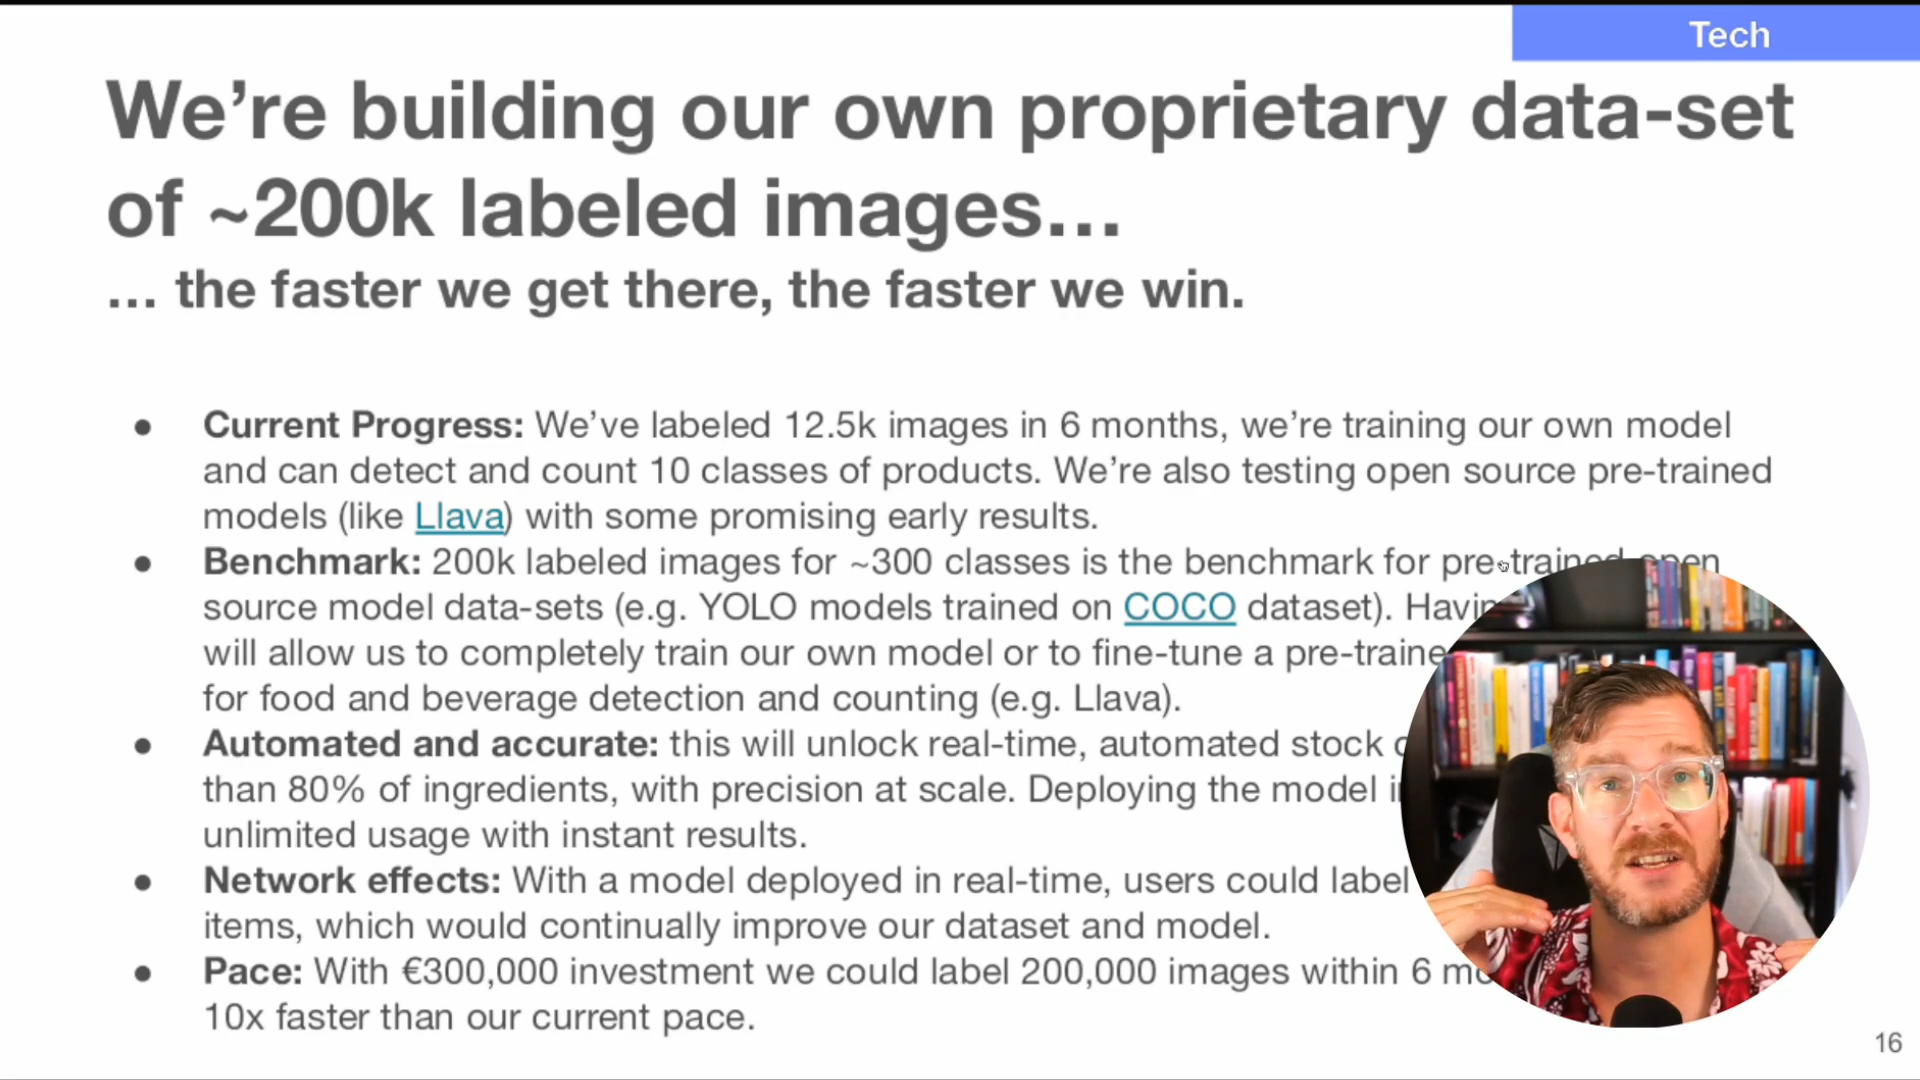 Tech
We’re building our own proprietary data-set
of ~200k labeled images…
… the faster we get there, the faster we win.
● Current Progress: We’ve labeled 12.5k images in 6 months, we’re training our own model
and can detect and count 10 classes of products. We’re also testing open source pre-trained
models (like Llava) with some promising early results.
● Benchmark: 200k labeled images for ~300 classes is the benchmark for pre-trained open
source model data-sets (e.g. YOLO models trained on COCO dataset).
will allow us to completely train our own model or to fine-tune a
for food and beverage detection and counting (e.g. Llava).
● Automated and accurate: this will unlock real-time, automated stock
than 80% of ingredients, with precision at scale. Deploying the model
unlimited usage with instant results.
● Network effects: With a model deployed in real-time, users could label
items, which would continually improve our dataset and model.
● Pace: With €300,000 investment we could label 200,000 images within 6
10x faster than our current pace.
16